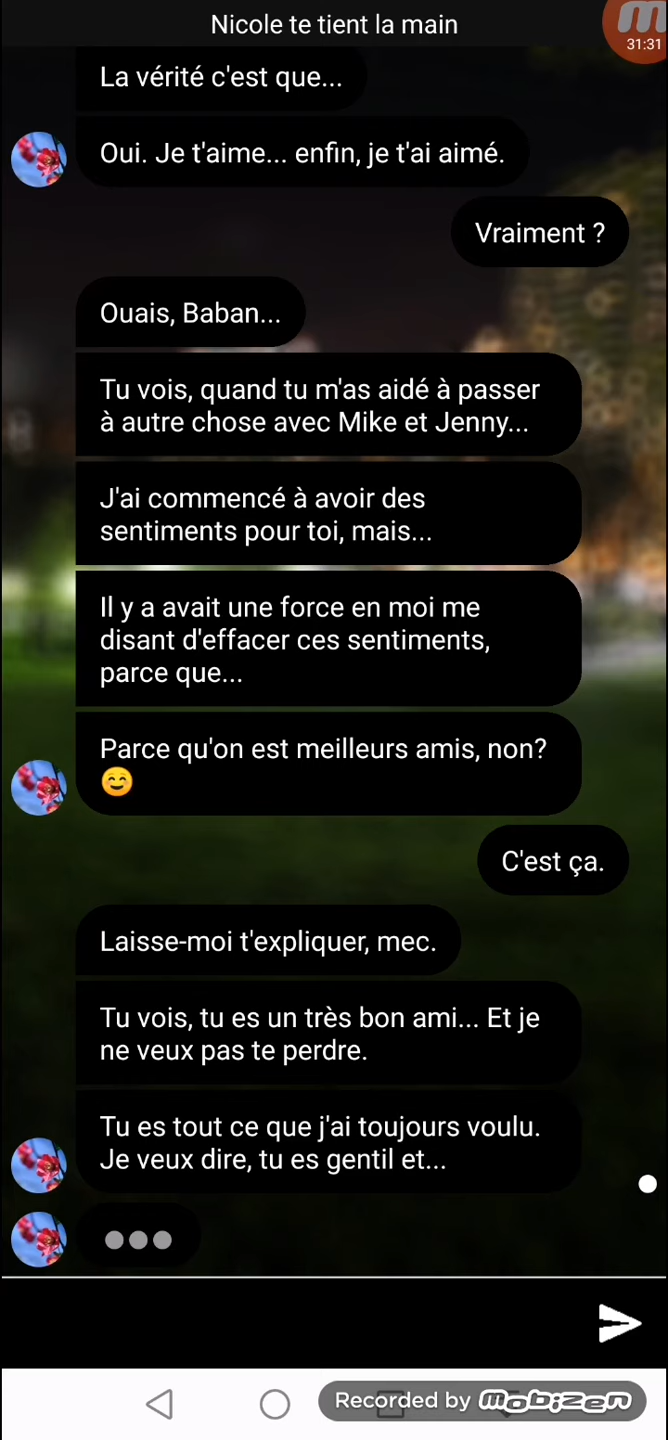 Nicole te tient la main
31:31
La vérité c'est que...
Oui. Je t'aime... enfin, je t'ai aimé.
Vraiment ?
Ouais, Baban...
Tu vois, quand tu m'as aidé à passer
à autre chose avec Mike et Jenny...
J'ai commencé à avoir des
sentiments pour toi, mais...
Il y a avait une force en moi me
disant d'effacer ces sentiments,
parce que...
Parce qu'on est meilleurs amis, non?
☺️
C'est ça.
Laisse-moi t'expliquer, mec.
Tu vois, tu es un très bon ami... Et je
ne veux pas te perdre.
Tu es tout ce que j'ai toujours voulu.
Je veux dire, tu es gentil et...
Recorded by mobizen